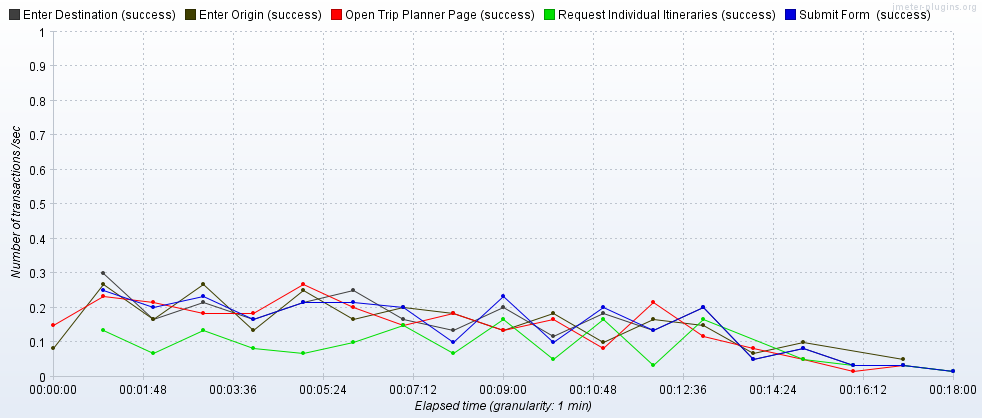 jmeter-plugins.org
Enter Destination (success) Enter Origin (success) Open Trip Planner Page (success) Request Individual Itineraries (success) Submit Form (success)
1
0.9
0.8
0.7
0.6
0.5
0.4
0.3
0.2
0.1
0
Number of transactions /sec
00:00:00 00:01:48 00:03:36 00:05:24 00:07:12 00:09:00 00:10:48 00:12:36 00:14:24 00:16:12 00:18:00
Elapsed time (granularity: 1 min)